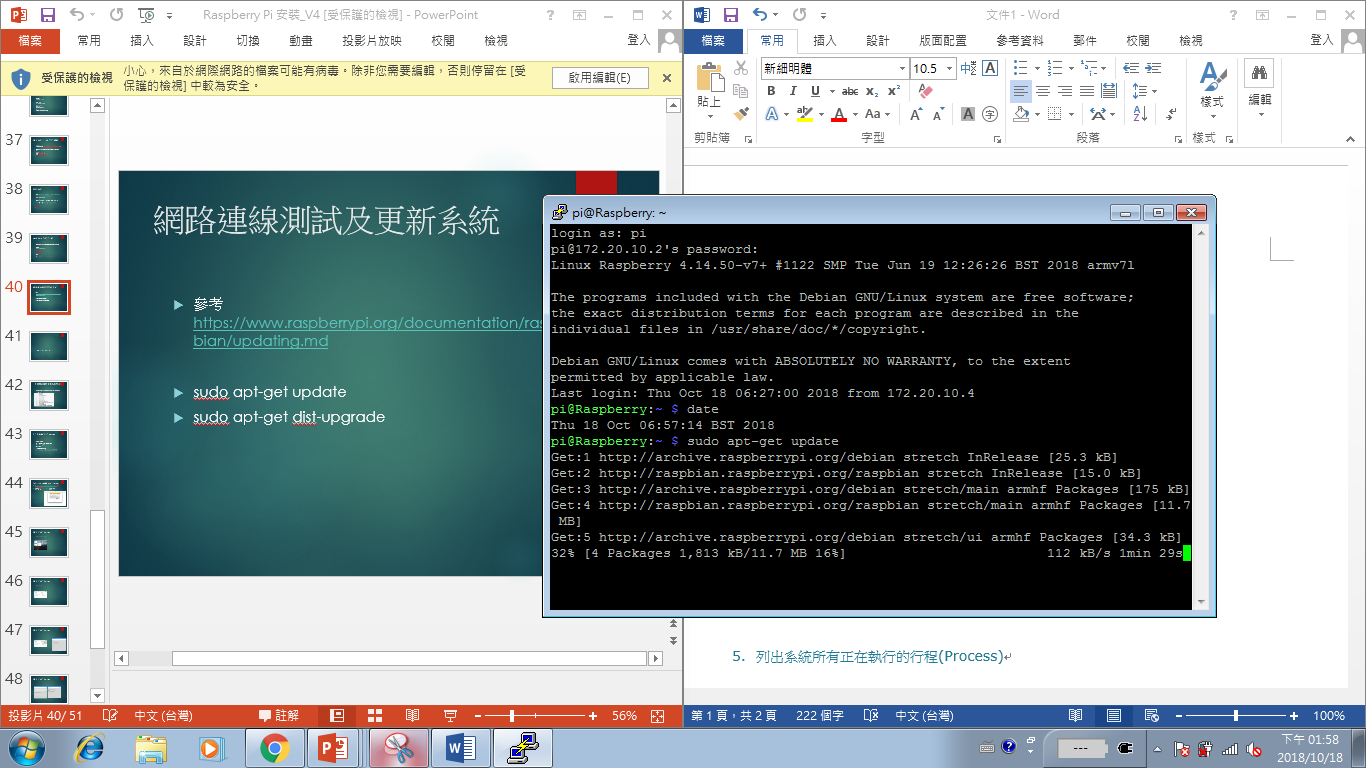 Raspberry Pi 安裝_V4 [受保護的檢視] - PowerPoint
檔案 常用 插入 設計 切換 動畫 投影片放映 校閱 檢視 登入
受保護的檢視 小心，來自於網際網路的檔案可能有病毒。除非您需要編輯，否則停留在 [受
保護的檢視] 中較為安全。
啟用編輯(E)
37
38
39
40
41
42
43
44
45
46
47
48
網路連線測試及更新系統
參考
https://www.raspberrypi.org/documentation/ras
bian/updating.md
sudo apt-get update
sudo apt-get dist-upgrade
投影片 40/ 51 中文 (台灣) 註解 56%
文件1 - Word
檔案 常用 插入 設計 版面配置 參考資料 郵件 校閱 檢視 登入
貼上
新細明體 10.5
樣式
編輯
剪貼簿 字型 段落 樣式
pi@Raspberry: ~
login as: pi
pi@172.20.10.2's password:
Linux Raspberry 4.14.50-v7+ #1122 SMP Tue Jun 19 12:26:26 BST 2018 armv7l
The programs included with the Debian GNU/Linux system are free software;
the exact distribution terms for each program are described in the
individual files in /usr/share/doc/*/copyright.
Debian GNU/Linux comes with ABSOLUTELY NO WARRANTY, to the extent
permitted by applicable law.
Last login: Thu Oct 18 06:27:00 2018 from 172.20.10.4
pi@Raspberry:~ $ date
Thu 18 Oct 06:57:14 BST 2018
pi@Raspberry:~ $ sudo apt-get update
Get:1 http://archive.raspberrypi.org/debian stretch InRelease [25.3 kB]
Get:2 http://raspbian.raspberrypi.org/raspbian stretch InRelease [15.0 kB]
Get:3 http://archive.raspberrypi.org/debian stretch/main armhf Packages [175 kB]
Get:4 http://raspbian.raspberrypi.org/raspbian stretch/main armhf Packages [11.7
MB]
Get:5 http://archive.raspberrypi.org/debian stretch/ui armhf Packages [34.3 kB]
32% [4 Packages 1,813 kB/11.7 MB 16%] 112 kB/s 1min 29s
5. 列出系統所有正在執行的行程(Process)
第 1 頁，共 2 頁 222 個字 中文 (台灣) 100%
下午 01:58
2018/10/18